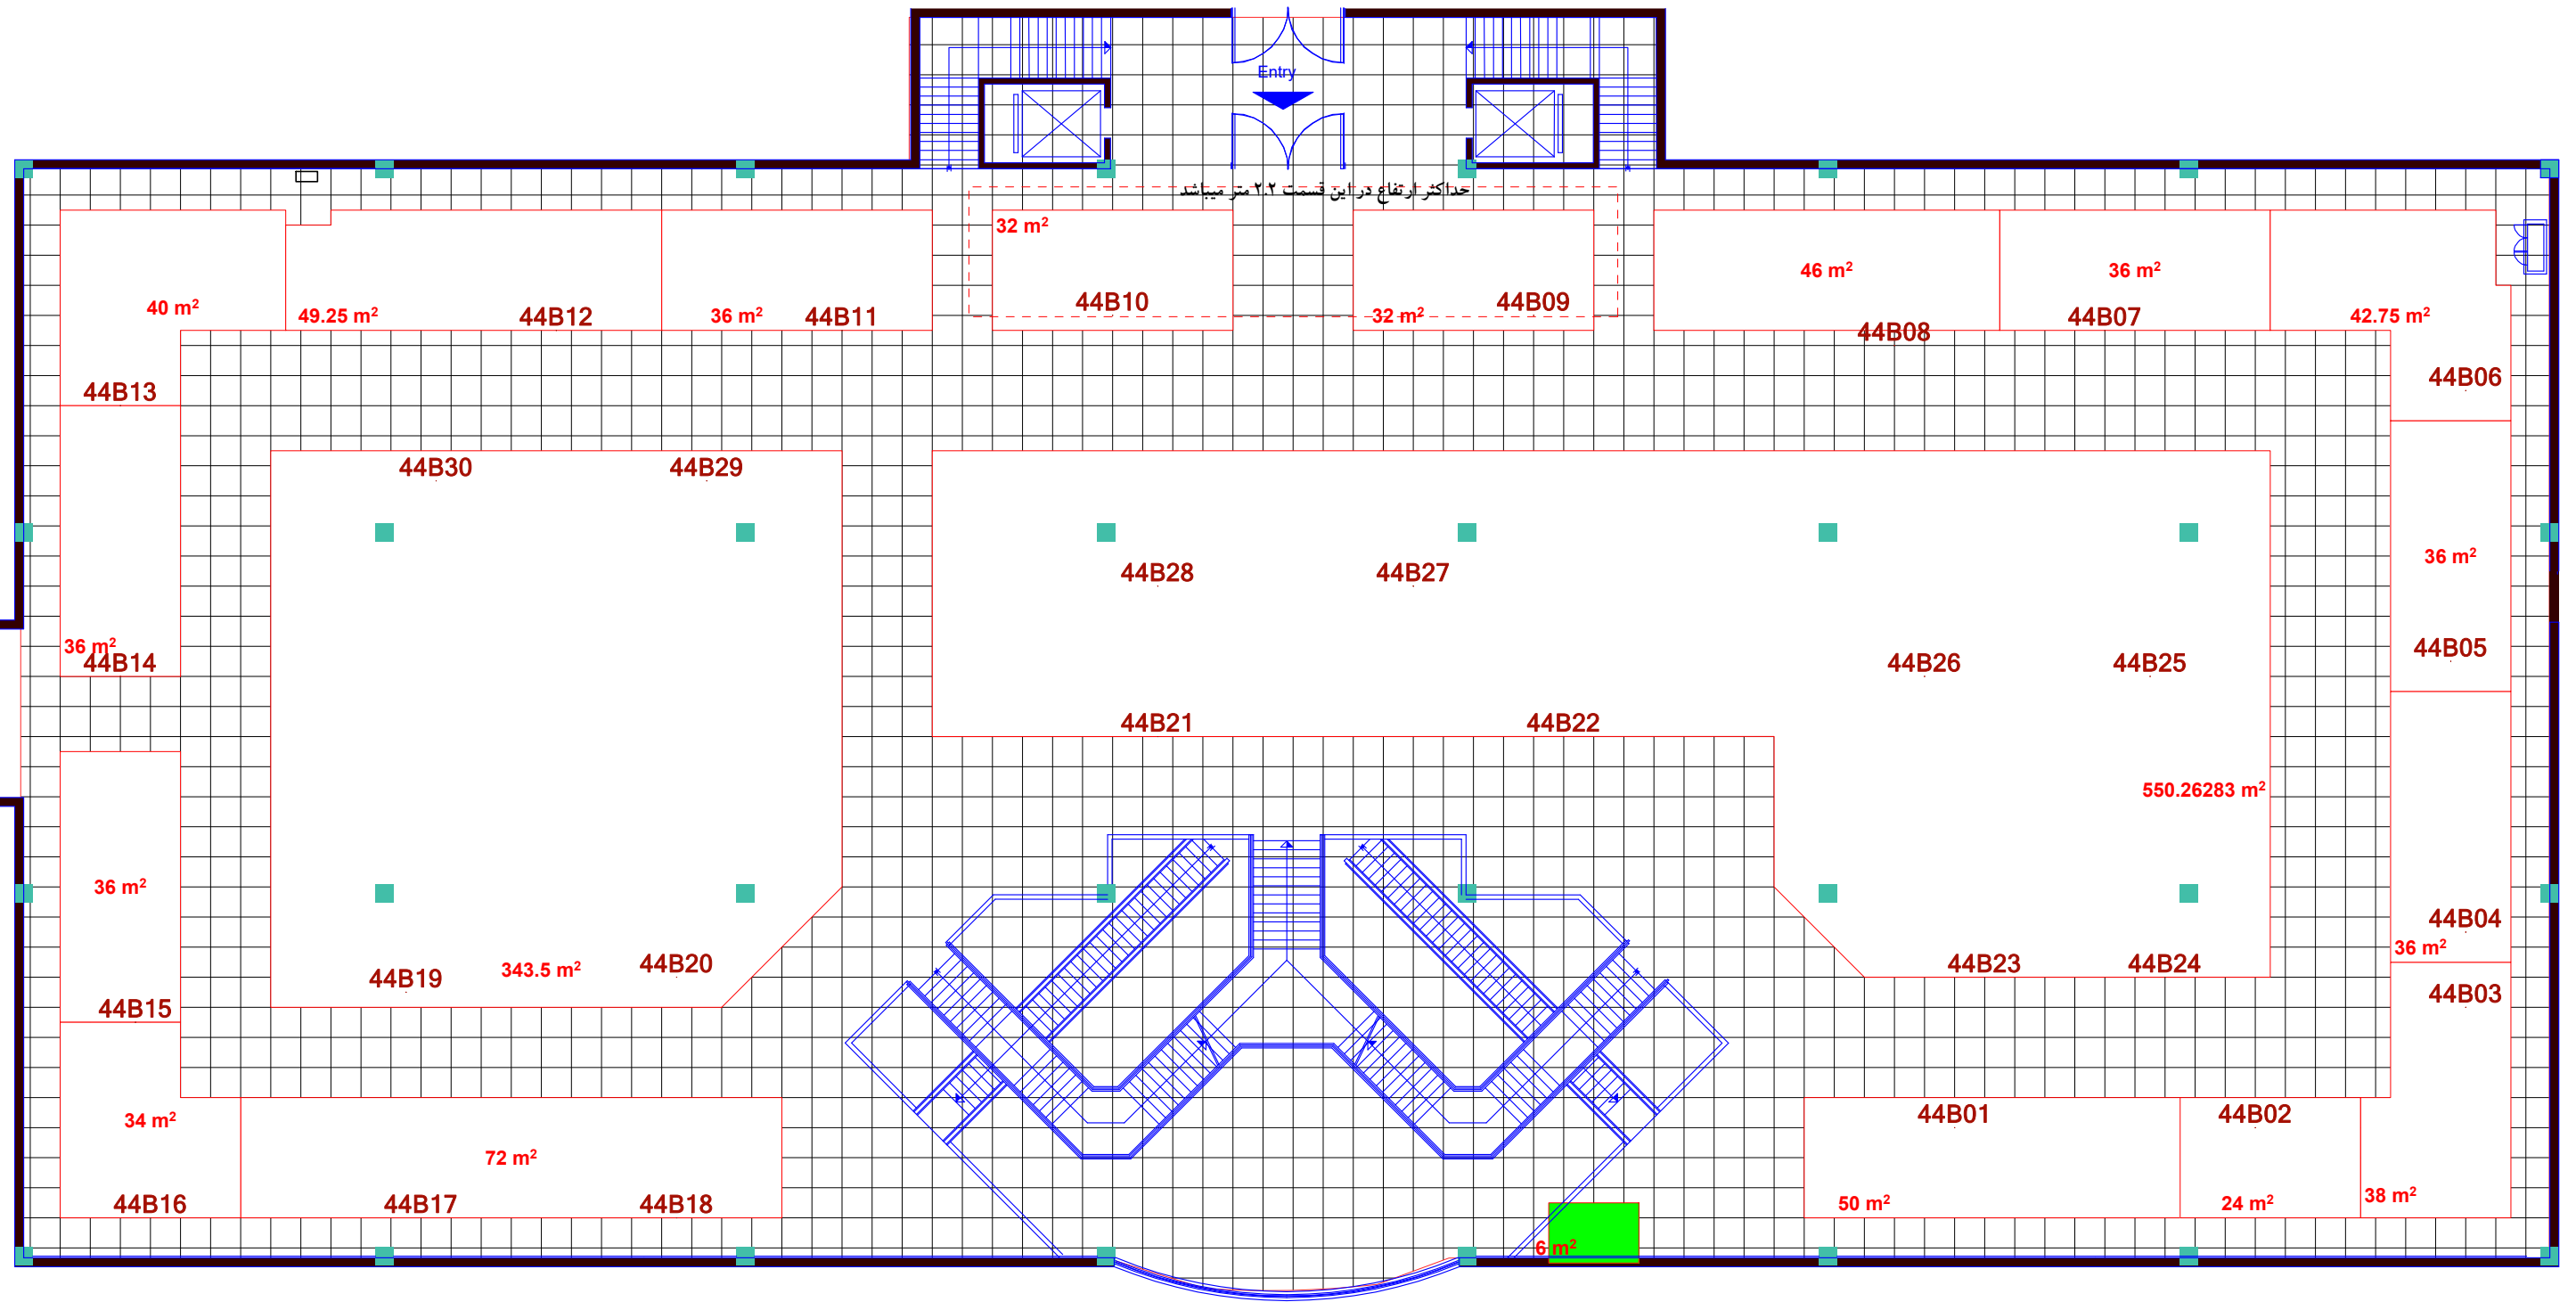 Entry
حداکثر ارتفاع در این قسمت ۲.۲ متر میباشد
32 m²
40 m²
49.25 m²
44B12
36 m²
44B11
44B10
32 m²
44B09
46 m²
44B08
36 m²
44B07
42.75 m²
44B06
44B13
44B30
44B29
44B28
44B27
36 m²
44B05
36 m²
44B14
44B26
44B25
44B21
44B22
550.26283 m²
36 m²
44B15
44B19
343.5 m²
44B20
44B23
44B24
44B04
36 m²
44B03
34 m²
44B16
72 m²
44B17
44B18
6 m²
44B01
50 m²
44B02
24 m²
38 m²